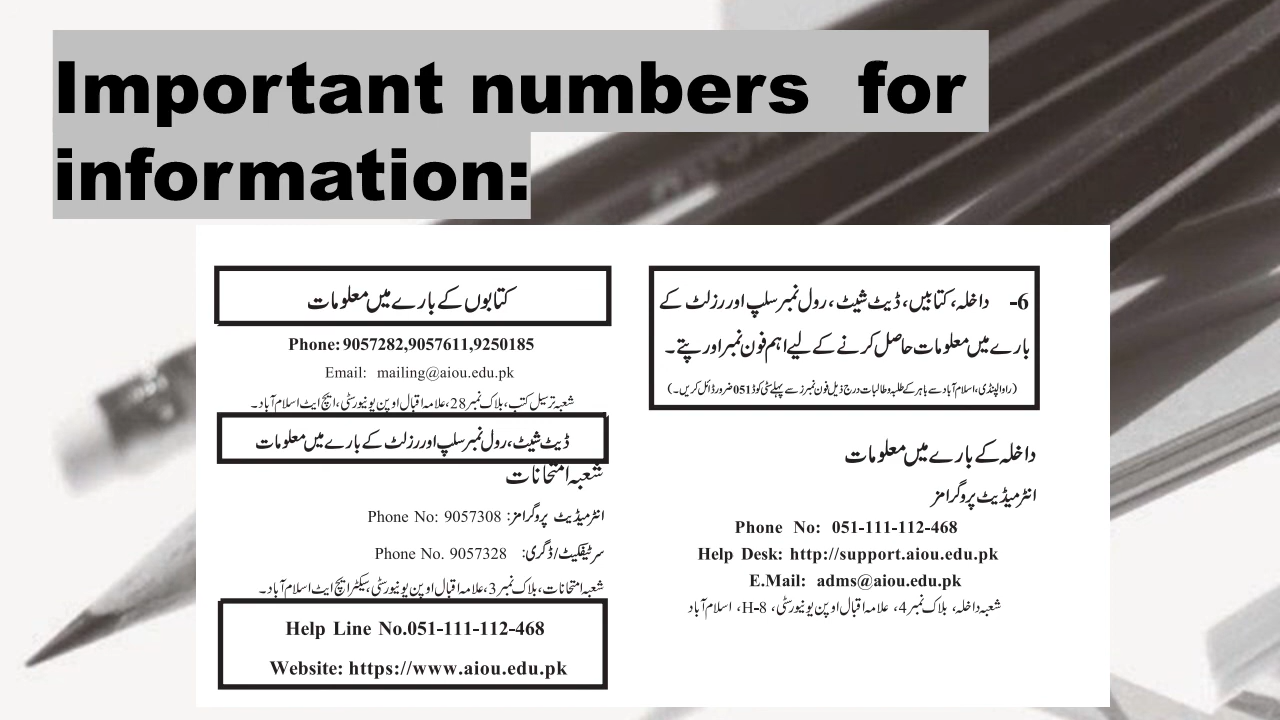 Important numbers  for
information:
6-   داخلہ، کتابیں، ڈیٹ شیٹ، رول نمبر سلپ اور رزلٹ کے
بارے میں معلومات حاصل کرنے کے لیے اہم فون نمبر اور پتے۔
(راولپنڈی، اسلام آباد سے باہر کے طلبہ و طالبات درج ذیل فون نمبرز سے پہلے سٹی کوڈ 051 ضرور ڈائل کریں۔)
داخلہ کے بارے میں معلومات
انٹرمیڈیٹ پروگرامز
Phone No: 051-111-112-468
Help Desk: http://support.aiou.edu.pk
E.Mail: adms@aiou.edu.pk
شعبہ داخلہ، بلاک نمبر 4، علامہ اقبال اوپن یونیورسٹی، H-8، اسلام آباد
کتابوں کے بارے میں معلومات
Phone: 9057282,9057611,9250185
Email: mailing@aiou.edu.pk
شعبہ ترسیل کتب، بلاک نمبر 28، علامہ اقبال اوپن یونیورسٹی، ایچ ایٹ اسلام آباد۔
ڈیٹ شیٹ، رول نمبر سلپ اور رزلٹ کے بارے میں معلومات
شعبہ امتحانات
انٹرمیڈیٹ پروگرامز: Phone No: 9057308
سرٹیفکیٹ/ڈگری: Phone No. 9057328
شعبہ امتحانات، بلاک نمبر 3، علامہ اقبال اوپن یونیورسٹی، سیکٹر ایچ ایٹ اسلام آباد۔
Help Line No.051-111-112-468
Website: https://www.aiou.edu.pk